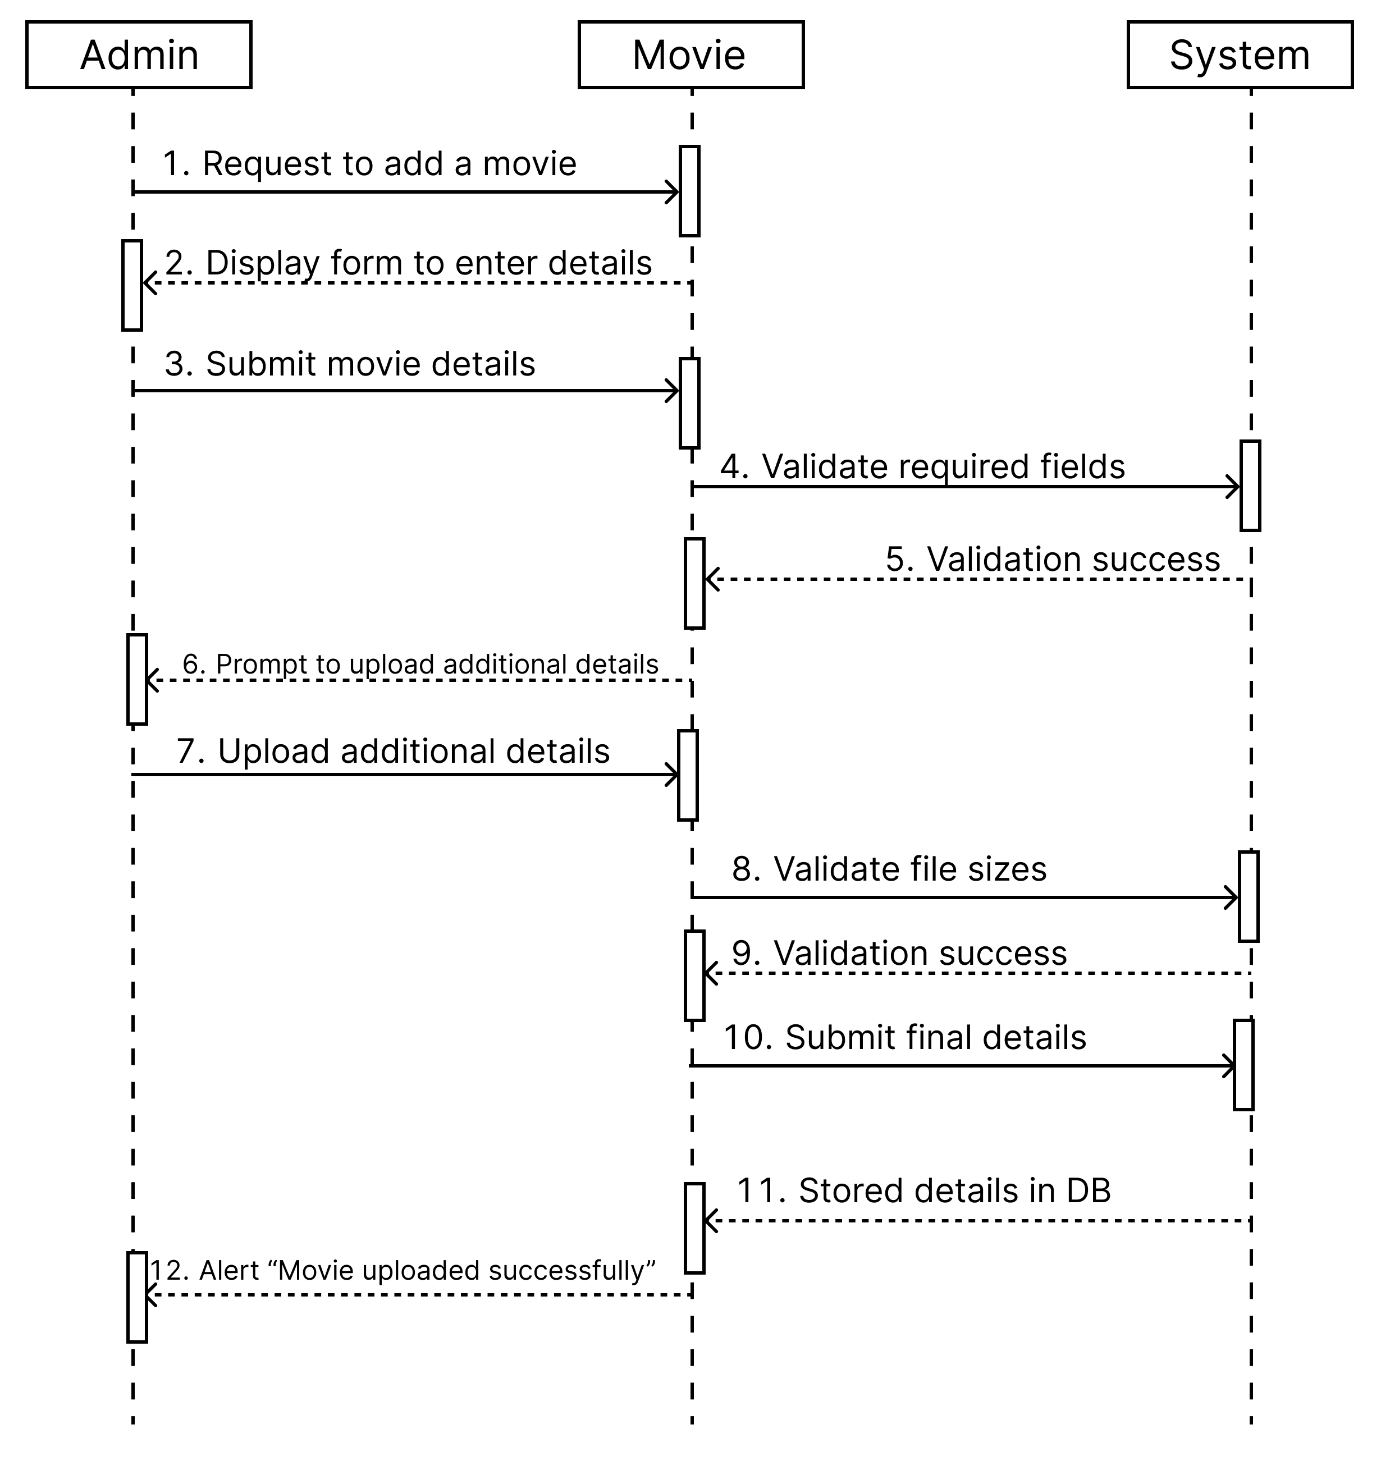 Admin
Movie
System
1. Request to add a movie
2. Display form to enter details
3. Submit movie details
4. Validate required fields
5. Validation success
6. Prompt to upload additional details
7. Upload additional details
8. Validate file sizes
9. Validation success
10. Submit final details
11. Stored details in DB
12. Alert “Movie uploaded successfully”